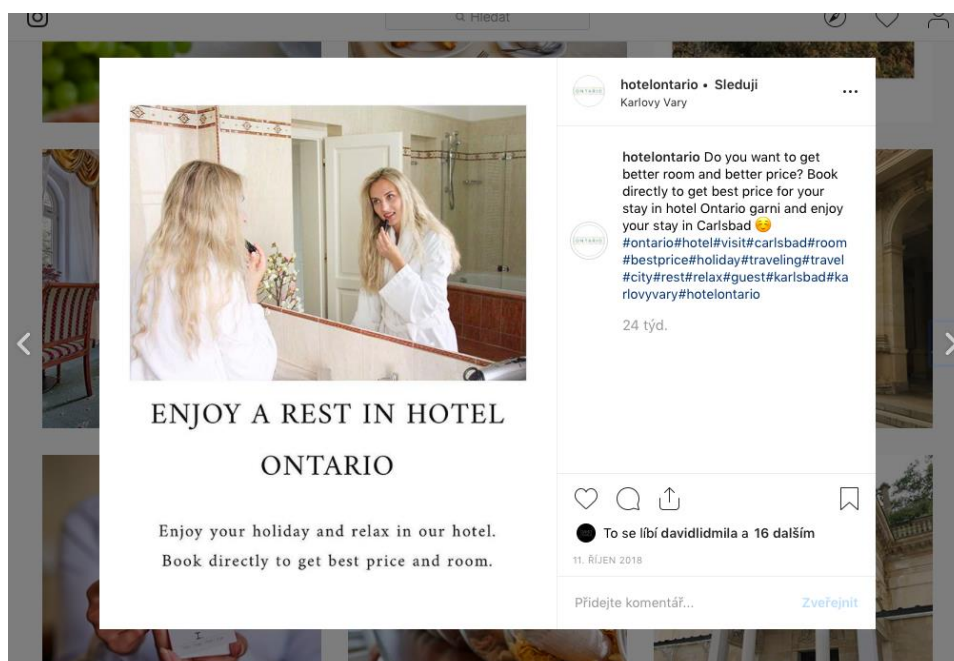 Hledat
hotelontario • Sleduji
Karlovy Vary
ONTARIO
ONTARIO
hotelontario Do you want to get
better room and better price? Book
directly to get best price for your
stay in hotel Ontario garni and enjoy
your stay in Carlsbad ☺️
#ontario#hotel#visit#carlsbad#room
#bestprice#holiday#traveling#travel
#city#rest#relax#guest#karlsbad#ka
rlovyvary#hotelontario
24 týd.
ENJOY A REST IN HOTEL
ONTARIO
Enjoy your holiday and relax in our hotel.
Book directly to get best price and room.
To se líbí davidlidmila a 16 dalším
11. ŘÍJEN 2018
Přidejte komentář...
Zveřejnit